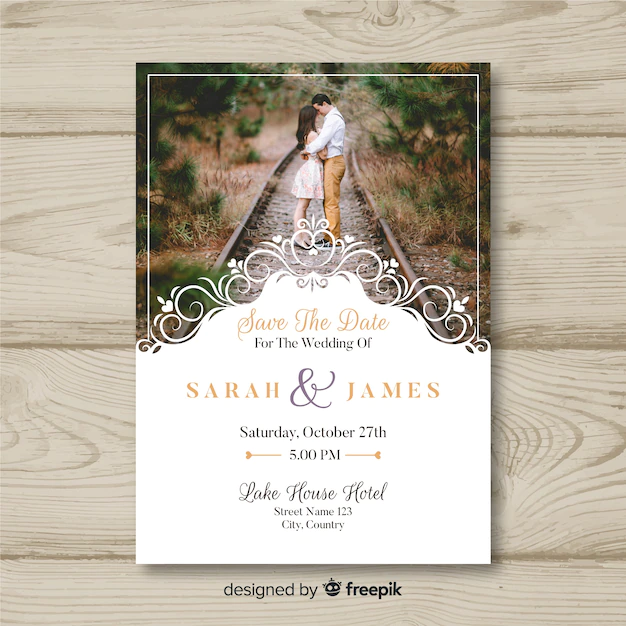 Save The Date
For The Wedding Of
SARAH & JAMES
Saturday, October 27th
5.00 PM
Lake House Hotel
Street Name 123
City, Country
designed by freepik